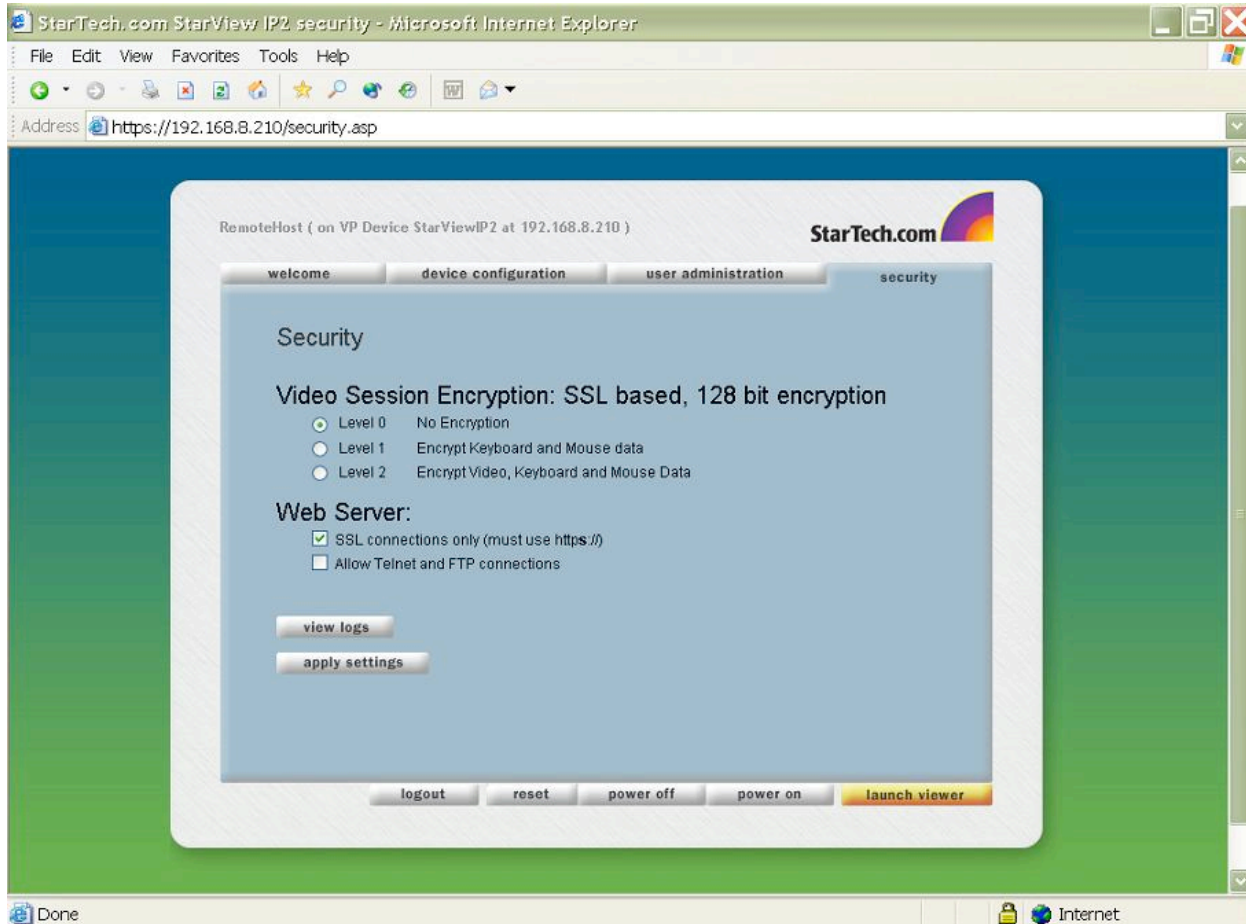 StarTech.com StarView IP2 security - Microsoft Internet Explorer
File Edit View Favorites Tools Help
Address https://192.168.8.210/security.asp
RemoteHost ( on VP Device StarViewIP2 at 192.168.8.210 )
StarTech.com
welcome device configuration user administration security
Security
Video Session Encryption: SSL based, 128 bit encryption
Level 0 No Encryption
Level 1 Encrypt Keyboard and Mouse data
Level 2 Encrypt Video, Keyboard and Mouse Data
Web Server:
SSL connections only (must use https://)
Allow Telnet and FTP connections
view logs
apply settings
logout reset power off power on launch viewer
Done Internet